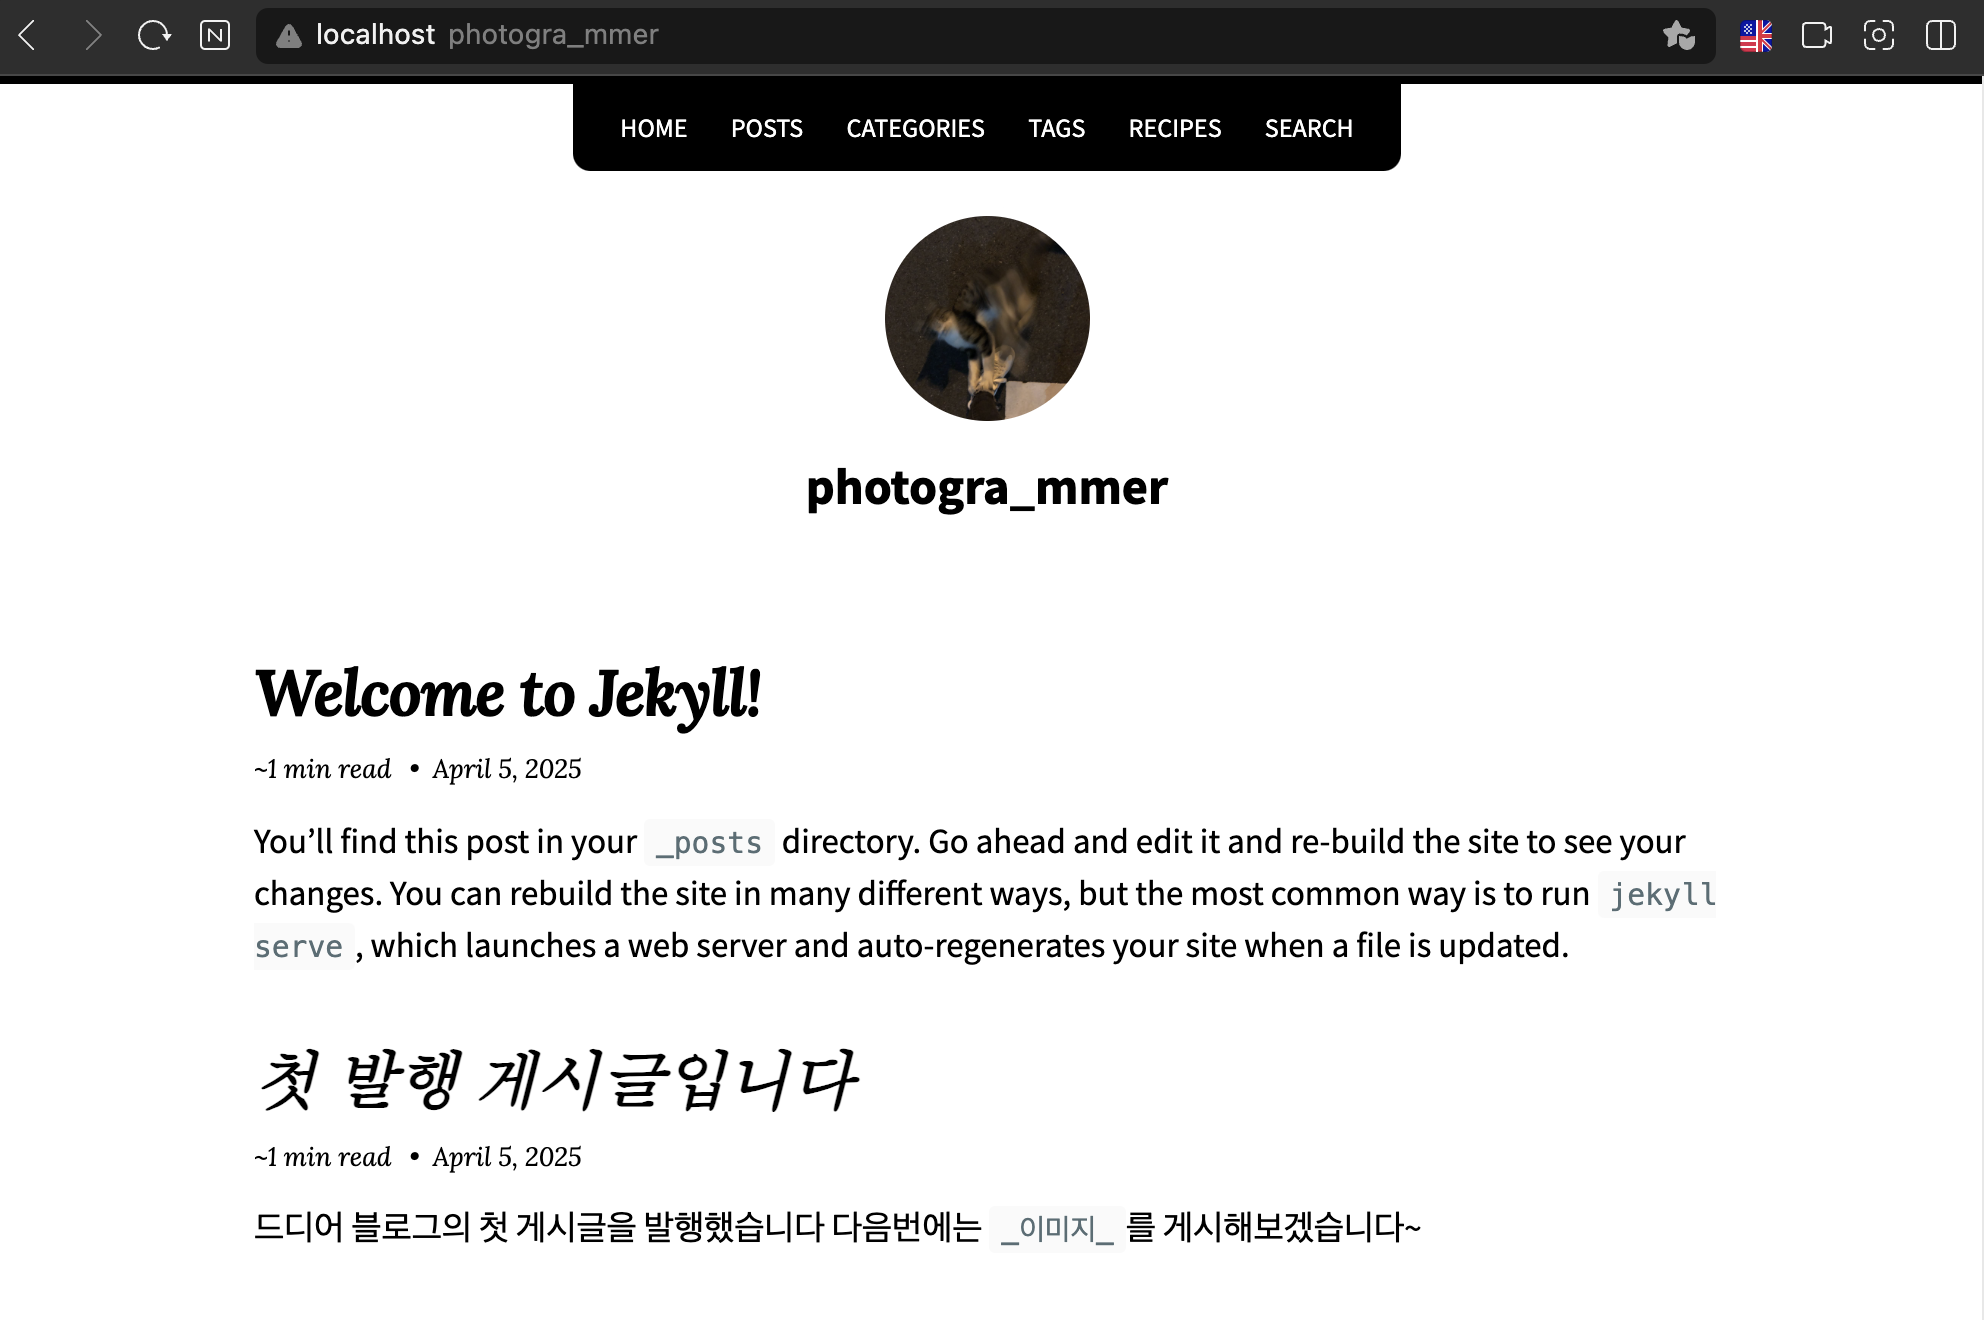 localhost photogra_mmer
HOME POSTS CATEGORIES TAGS RECIPES SEARCH
photogra_mmer
Welcome to Jekyll!
~1 min read • April 5, 2025
You’ll find this post in your _posts directory. Go ahead and edit it and re-build the site to see your
changes. You can rebuild the site in many different ways, but the most common way is to run jekyll
serve , which launches a web server and auto-regenerates your site when a file is updated.
첫 발행 게시글입니다
~1 min read • April 5, 2025
드디어 블로그의 첫 게시글을 발행했습니다 다음번에는 _이미지_ 를 게시해보겠습니다~